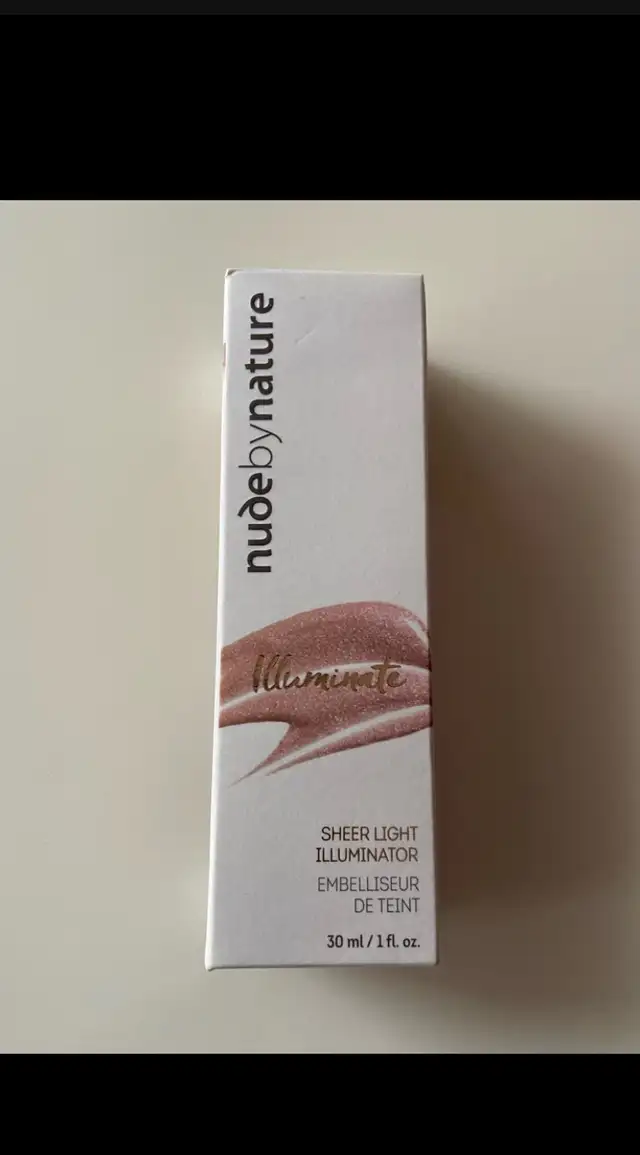 nudebynature
Illuminate
SHEER LIGHT
ILLUMINATOR
EMBELLISEUR
DE TEINT
30 ml / 1 fl. oz.